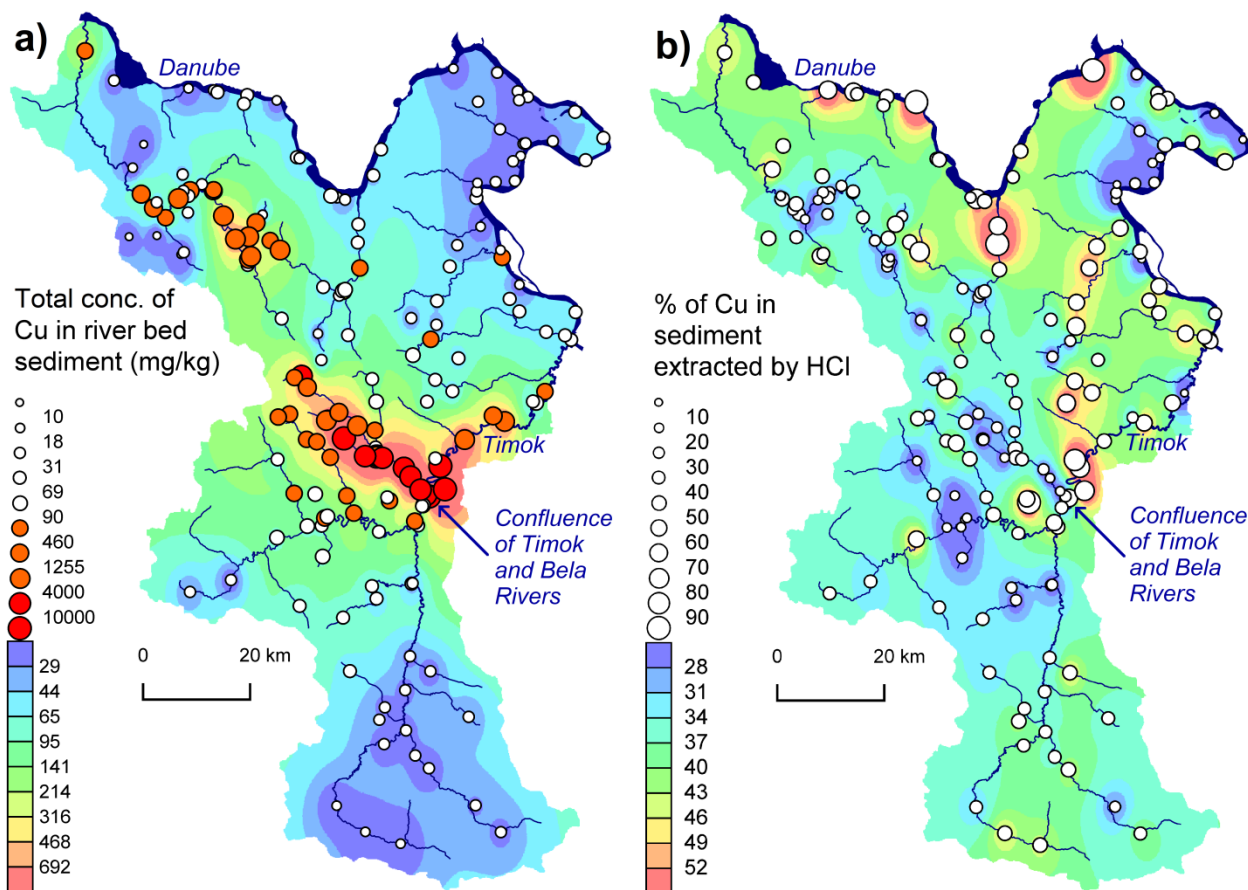 a)
Danube
Total conc. of
Cu in river bed
sediment (mg/kg)
10
18
31
69
90
460
1255
4000
10000
29
44
65
95
141
214
316
468
692
0 20 km
Timok
Confluence
of Timok
and Bela
Rivers
b)
Danube
% of Cu in
sediment
extracted by HCl
10
20
30
40
50
60
70
80
90
28
31
34
37
40
43
46
49
52
0 20 km
Timok
Confluence
of Timok
and Bela
Rivers